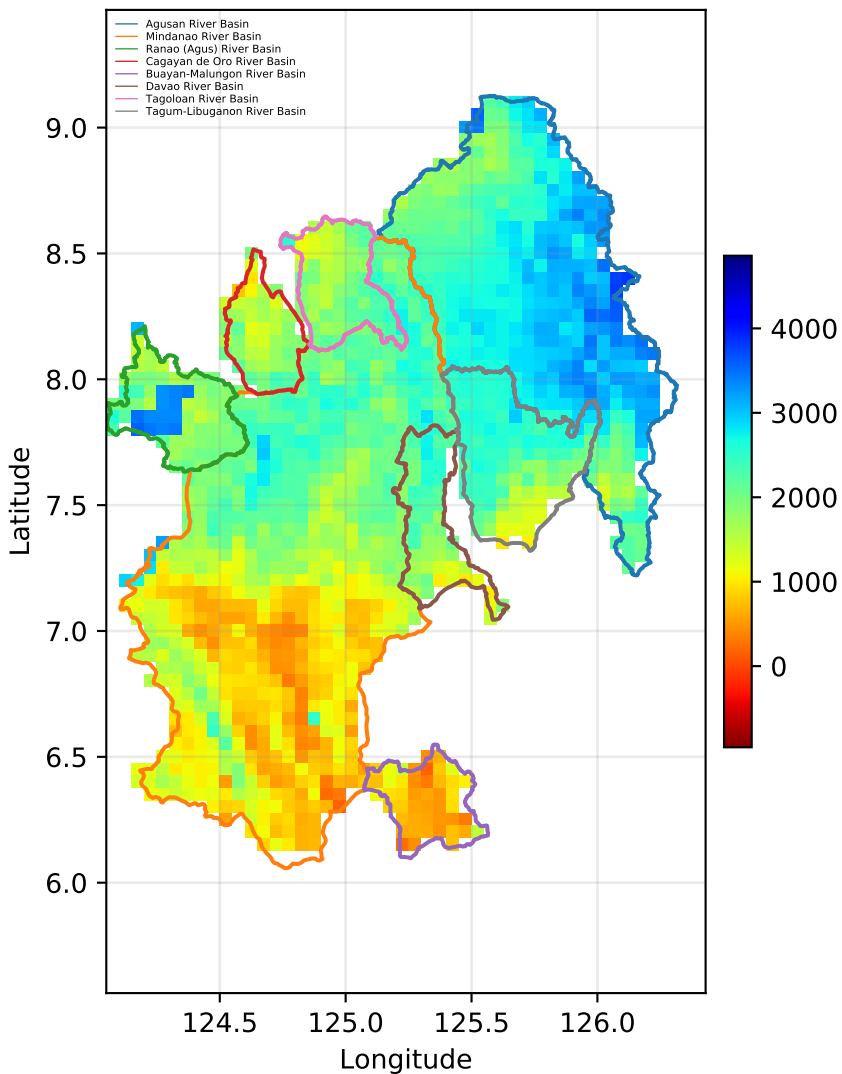 Agusan River Basin
Mindanao River Basin
Ranao (Agus) River Basin
Cagayan de Oro River Basin
Buayan-Malungon River Basin
Davao River Basin
Tagoloan River Basin
Tagum-Libuganon River Basin
9.0
8.5
8.0
7.5
7.0
6.5
6.0
Latitude
124.5 125.0 125.5 126.0
Longitude
4000
3000
2000
1000
0